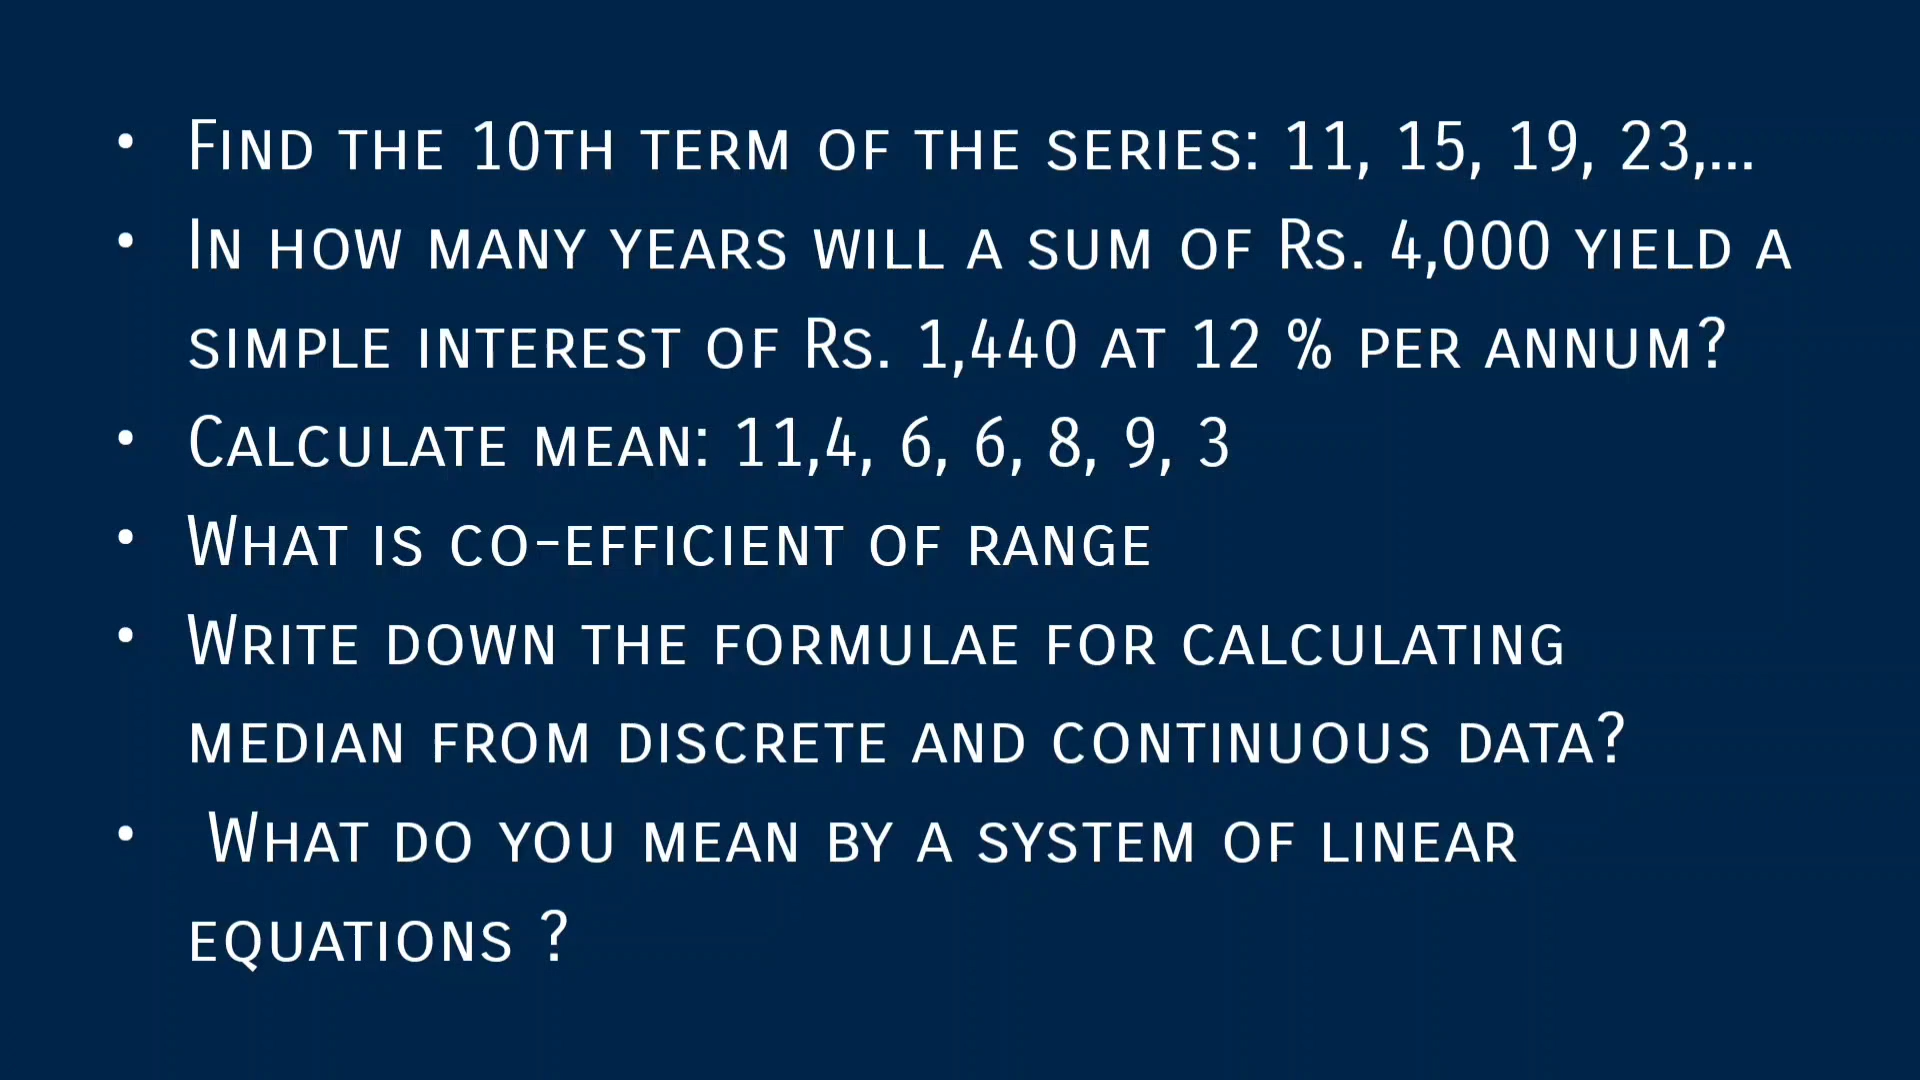 • Find the 10th term of the series: 11, 15, 19, 23,...
• In how many years will a sum of Rs. 4,000 yield a
simple interest of Rs. 1,440 at 12 % per annum?
• Calculate mean: 11,4, 6, 6, 8, 9, 3
• What is co-efficient of range
• Write down the formulae for calculating
median from discrete and continuous data?
• What do you mean by a system of linear
equations ?